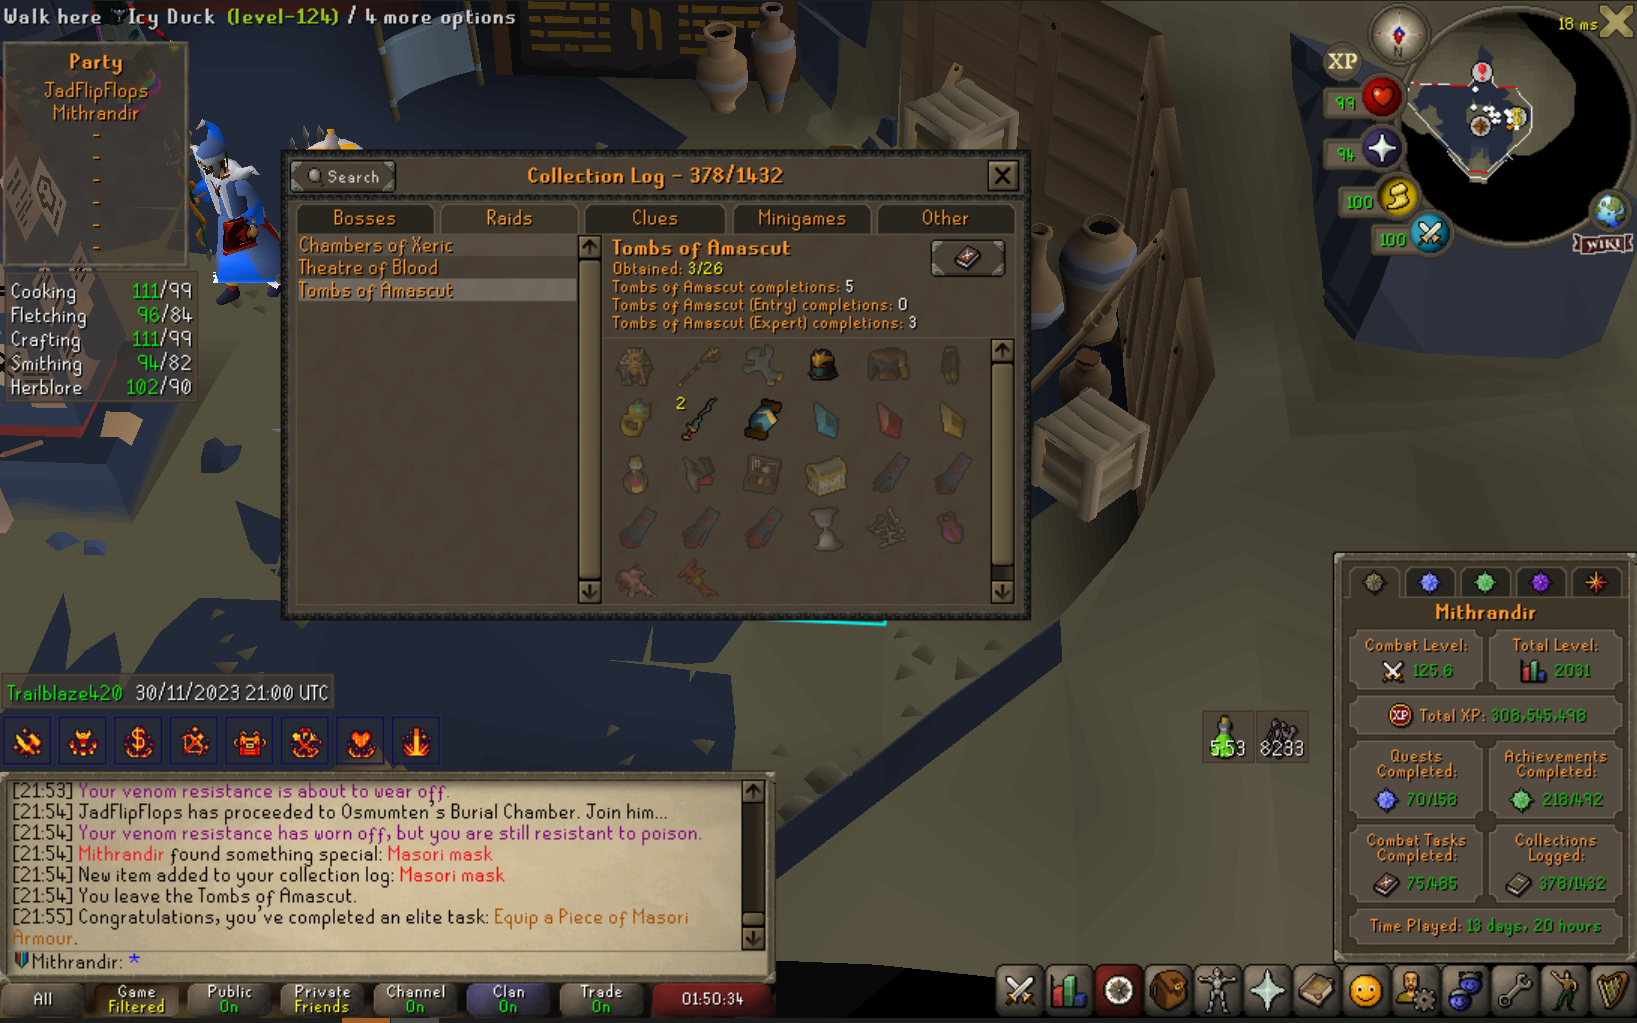 Walk here Icy Duck (level-124) / 4 more options
18 ms
Party
JadFlipFlops
Mithrandir
-
-
-
-
-
-
XP
99
94
100
100
WIKI
Cooking 111/99
Fletching 96/84
Crafting 111/99
Smithing 94/82
Herblore 102/90
Search
Collection Log - 378/1432
Bosses Raids Clues Minigames Other
Chambers of Xeric
Theatre of Blood
Tombs of Amascut
Tombs of Amascut
Obtained: 3/26
Tombs of Amascut completions: 5
Tombs of Amascut (Entry) completions: 0
Tombs of Amascut (Expert) completions: 3
2
Trailblaze420 30/11/2023 21:00 UTC
5.53 8233
[21:53] Your venom resistance is about to wear off.
[21:54] JadFlipFlops has proceeded to Osmumten's Burial Chamber. Join him...
[21:54] Your venom resistance has worn off, but you are still resistant to poison.
[21:54] Mithrandir found something special: Masori mask
[21:54] New item added to your collection log: Masori mask
[21:54] You leave the Tombs of Amascut.
[21:55] Congratulations, you've completed an elite task: Equip a Piece of Masori
Armour.
Mithrandir: *
All
Game
Filtered
Public
On
Private
Friends
Channel
On
Clan
On
Trade
On
01:50:34
Mithrandir
Combat Level:
125.6
Total Level:
2031
XP Total XP: 308,545,498
Quests
Completed:
70/158
Achievements
Completed:
218/492
Combat Tasks
Completed:
75/485
Collections
Logged:
378/1432
Time Played: 13 days, 20 hours